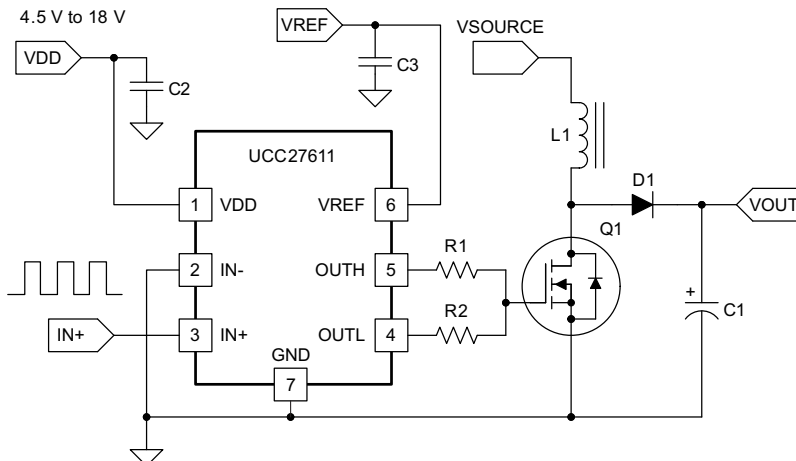 4.5 V to 18 V
VREF
VSOURCE
VDD
C2
C3
L1
UCC27611
D1
1 VDD
VREF 6
VOUT
Q1
R1
2 IN-
OUTH 5
R2
+
C1
IN+
3 IN+
OUTL 4
GND
7